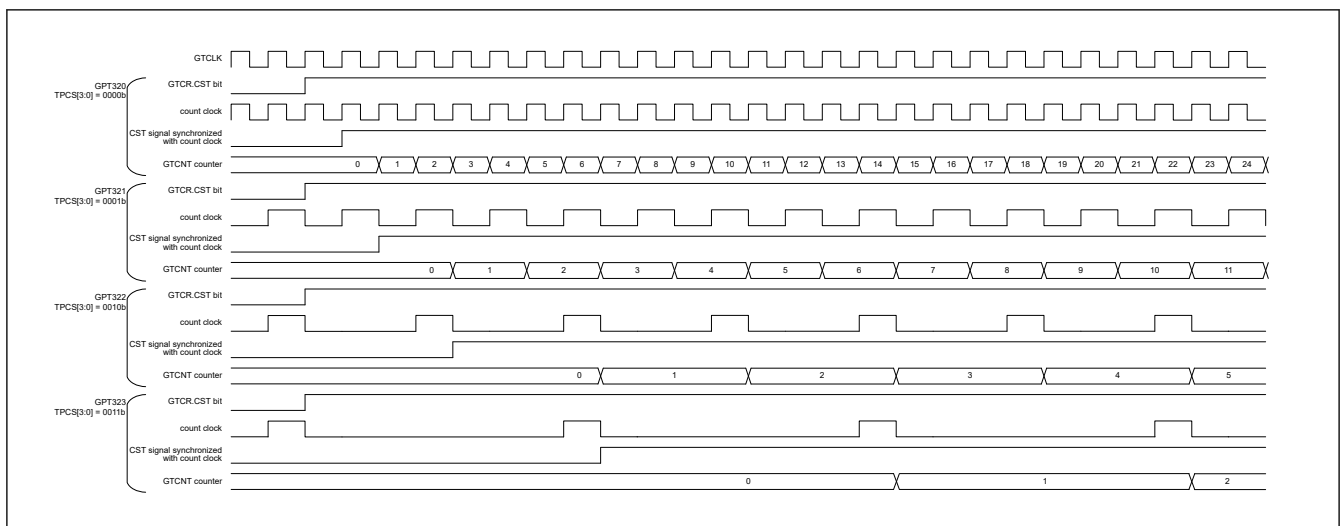 GTCLK
GPT320
TPCS[3:0] = 0000b
GTCR.CST bit
count clock
CST signal synchronized
with count clock
GTCNT counter
0 1 2 3 4 5 6 7 8 9 10 11 12 13 14 15 16 17 18 19 20 21 22 23 24
GPT321
TPCS[3:0] = 0001b
GTCR.CST bit
count clock
CST signal synchronized
with count clock
GTCNT counter
0 1 2 3 4 5 6 7 8 9 10 11
GPT322
TPCS[3:0] = 0010b
GTCR.CST bit
count clock
CST signal synchronized
with count clock
GTCNT counter
0 1 2 3 4 5
GPT323
TPCS[3:0] = 0011b
GTCR.CST bit
count clock
CST signal synchronized
with count clock
GTCNT counter
0 1 2